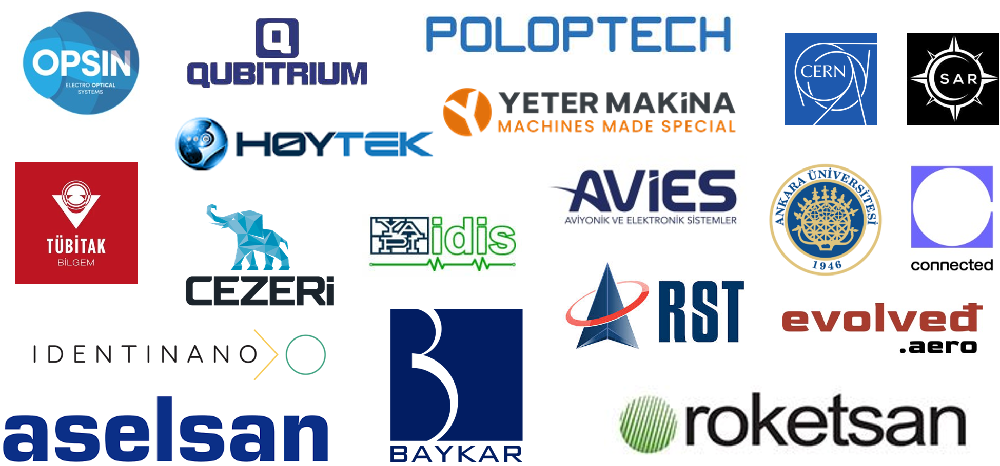 OPSIN
ELECTRO OPTICAL
SYSTEMS
Q
QUBITRIUM
POLOPTECH
CERN
SAR
YETER MAKiNA
MACHINES MADE SPECIAL
HØYTEK
TÜBİTAK
BİLGEM
CEZERi
YAPI
idis
AViES
AVİYONİK VE ELEKTRONİK SİSTEMLER
ANKARA ÜNİVERSİTESİ
1946
connected
RST
evolved
.aero
IDENTINANO
BAYKAR
aselsan
roketsan